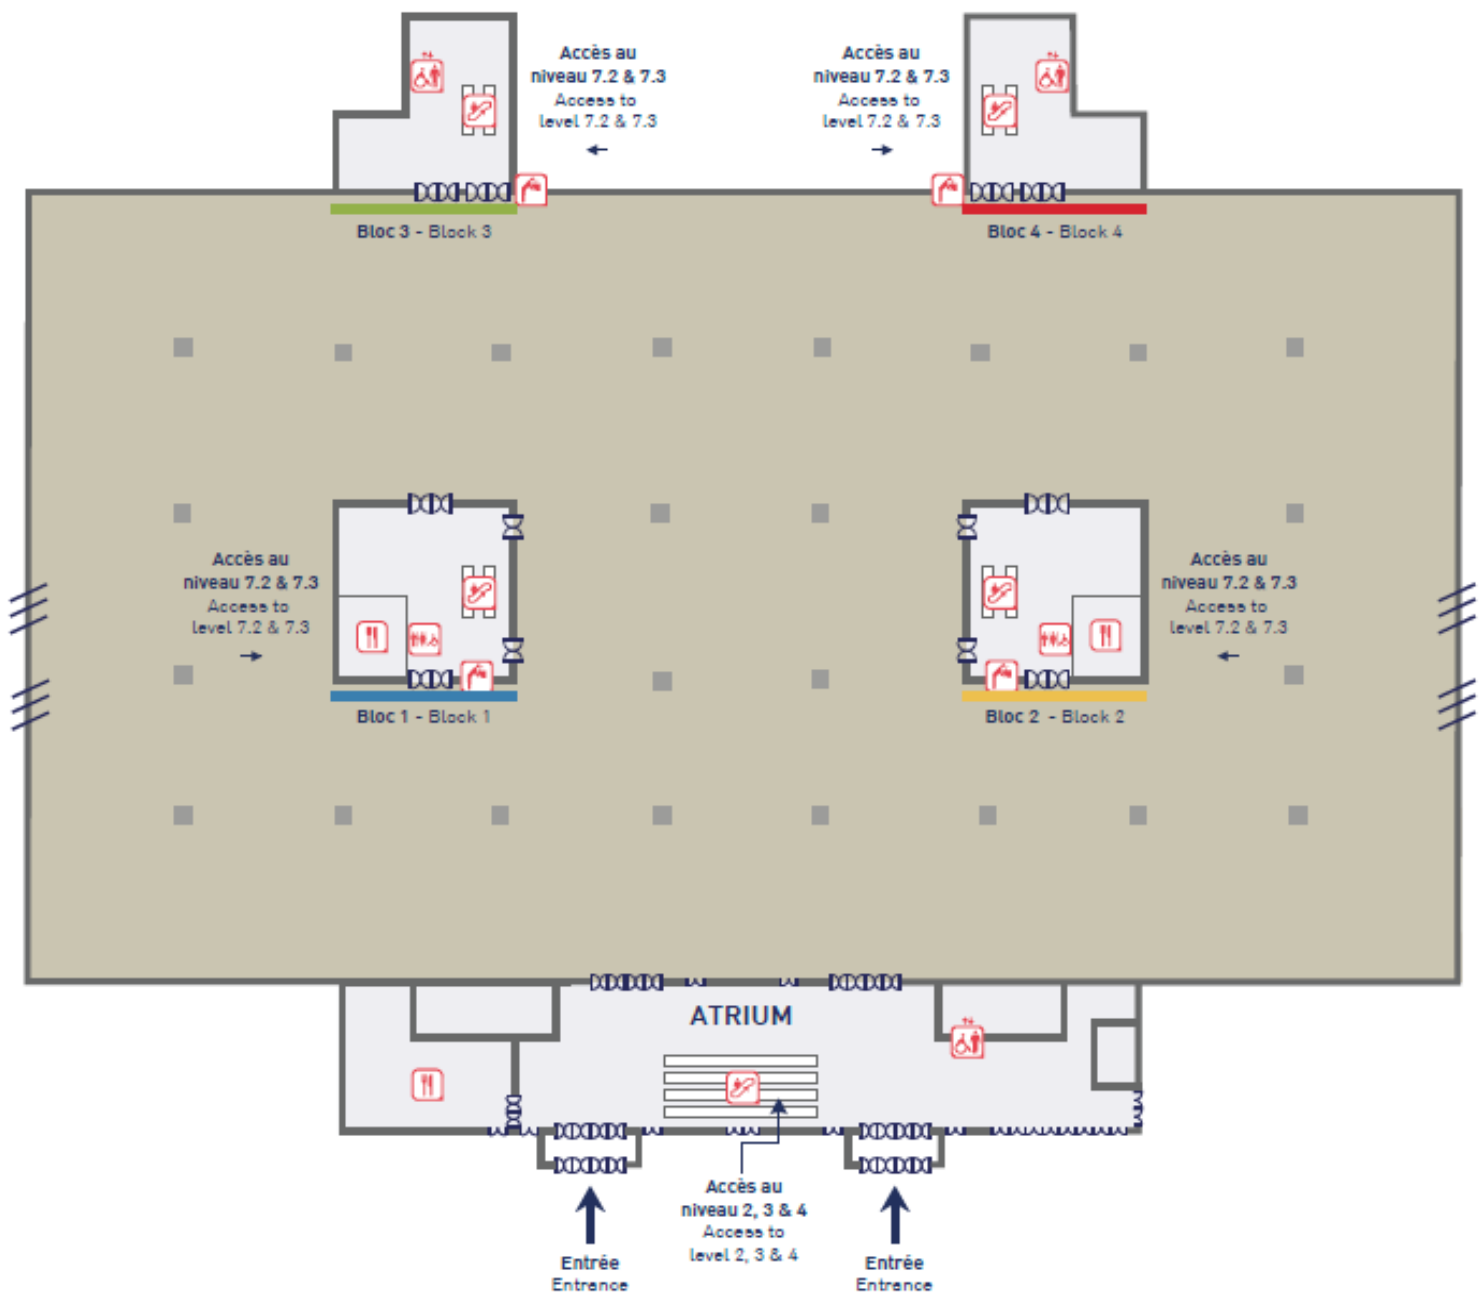 Accès au
niveau 7.2 & 7.3
Access to
level 7.2 & 7.3
Accès au
niveau 7.2 & 7.3
Access to
level 7.2 & 7.3
Bloc 3 - Block 3
Bloc 4 - Block 4
Accès au
niveau 7.2 & 7.3
Access to
level 7.2 & 7.3
Accès au
niveau 7.2 & 7.3
Access to
level 7.2 & 7.3
Bloc 1 - Block 1
Bloc 2 - Block 2
ATRIUM
Accès au
niveau 2, 3 & 4
Access to
level 2, 3 & 4
Entrée
Entrance
Entrée
Entrance